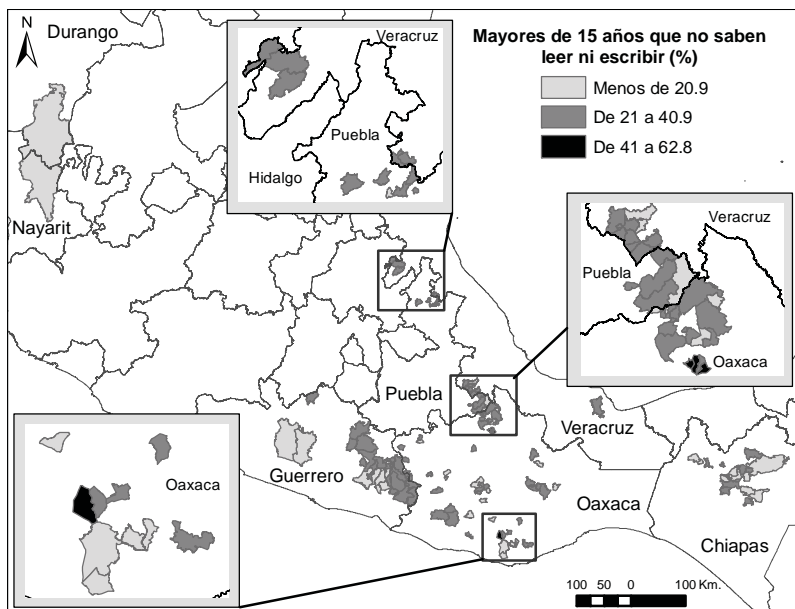 N
Durango
Veracruz
Puebla
Hidalgo
Mayores de 15 años que no saben
leer ni escribir (%)
Menos de 20.9
De 21 a 40.9
De 41 a 62.8
Nayarit
Veracruz
Puebla
Oaxaca
Puebla
Veracruz
Guerrero
Oaxaca
Oaxaca
Chiapas
100 50 0 100 Km.